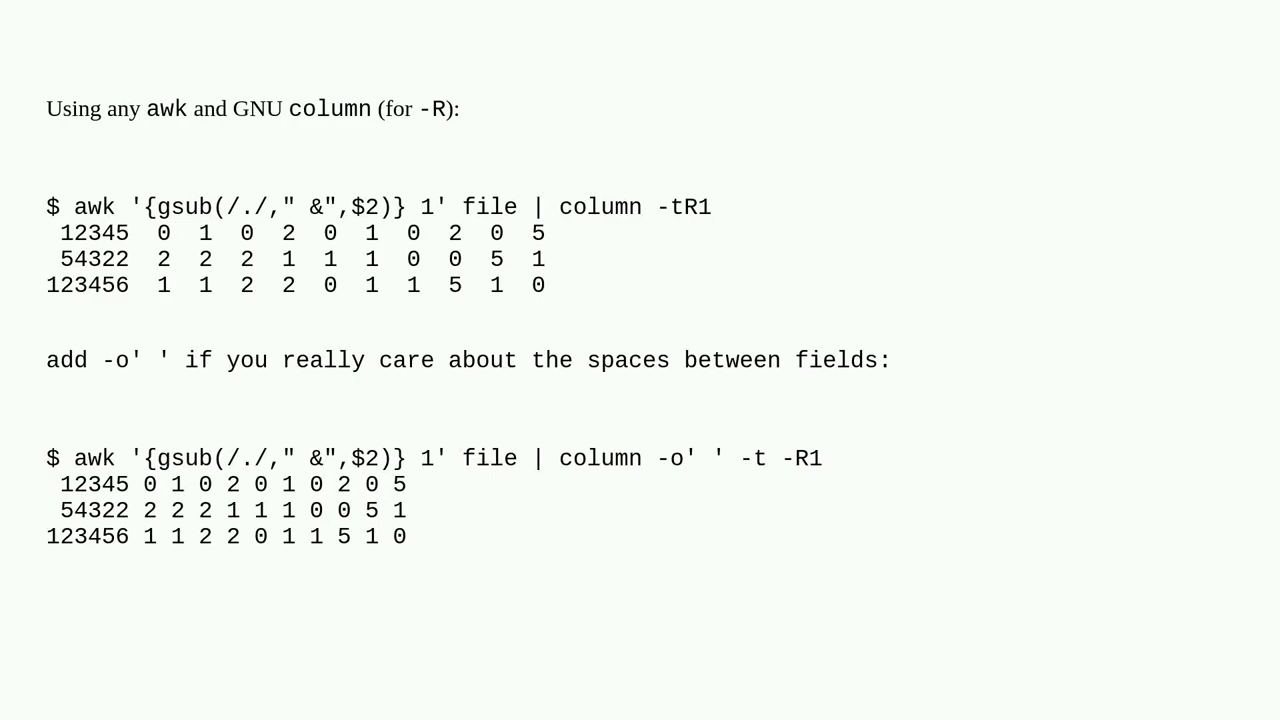 Using any awk and GNU column (for -R):
$ awk '{gsub(/./," &",$2)} 1' file | column -tR1
 12345  0  1  0  2  0  1  0  2  0  5
 54322  2  2  2  1  1  1  0  0  5  1
123456  1  1  2  2  0  1  1  5  1  0
add -o' ' if you really care about the spaces between fields:
$ awk '{gsub(/./," &",$2)} 1' file | column -o' ' -t -R1
 12345 0 1 0 2 0 1 0 2 0 5
 54322 2 2 2 1 1 1 0 0 5 1
123456 1 1 2 2 0 1 1 5 1 0